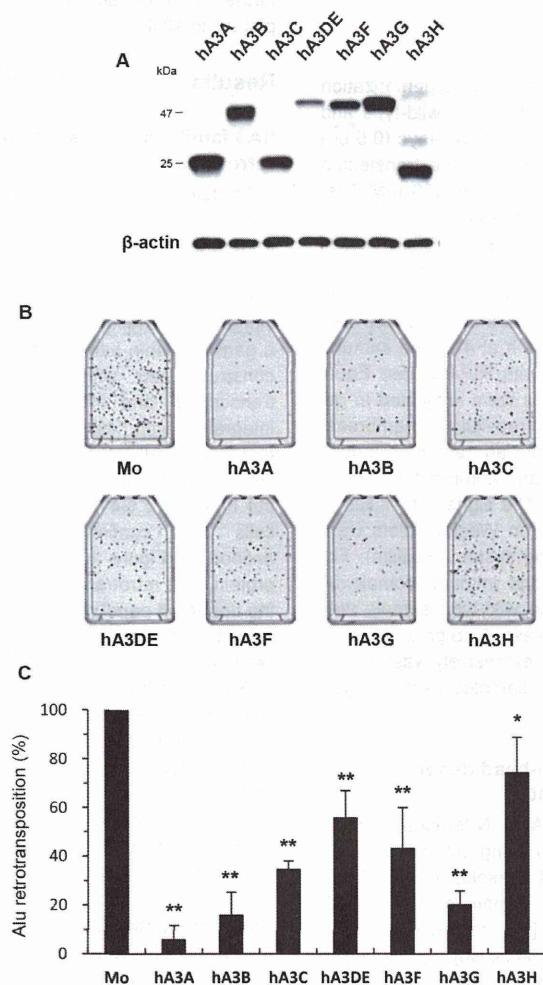 A
kDa
hA3A hA3B hA3C hA3DE hA3F hA3G hA3H
47
25
β-actin
B
Mo hA3A hA3B hA3C
hA3DE hA3F hA3G hA3H
C
Alu retrotransposition (%)
100
80
60
40
20
0
** ** ** ** ** ** *
Mo hA3A hA3B hA3C hA3DE hA3F hA3G hA3H